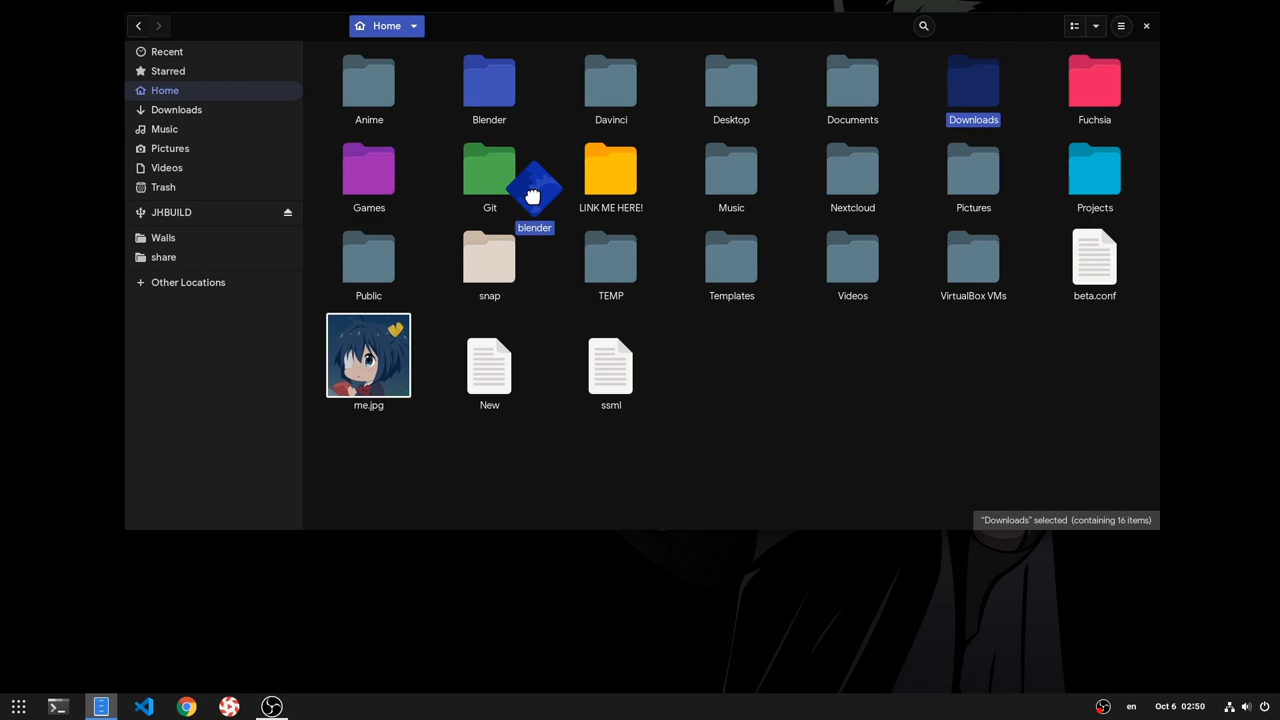 Home
Recent
Starred
Home
Downloads
Music
Pictures
Videos
Trash
JHBUILD
Walls
share
Other Locations
Anime
Blender
Davinci
Desktop
Documents
Downloads
Fuchsia
Games
Git
LINK ME HERE!
Music
Nextcloud
Pictures
Projects
blender
Public
snap
TEMP
Templates
Videos
VirtualBox VMs
beta.conf
me.jpg
New
ssml
“Downloads” selected (containing 16 items)
en
Oct 6 02:50